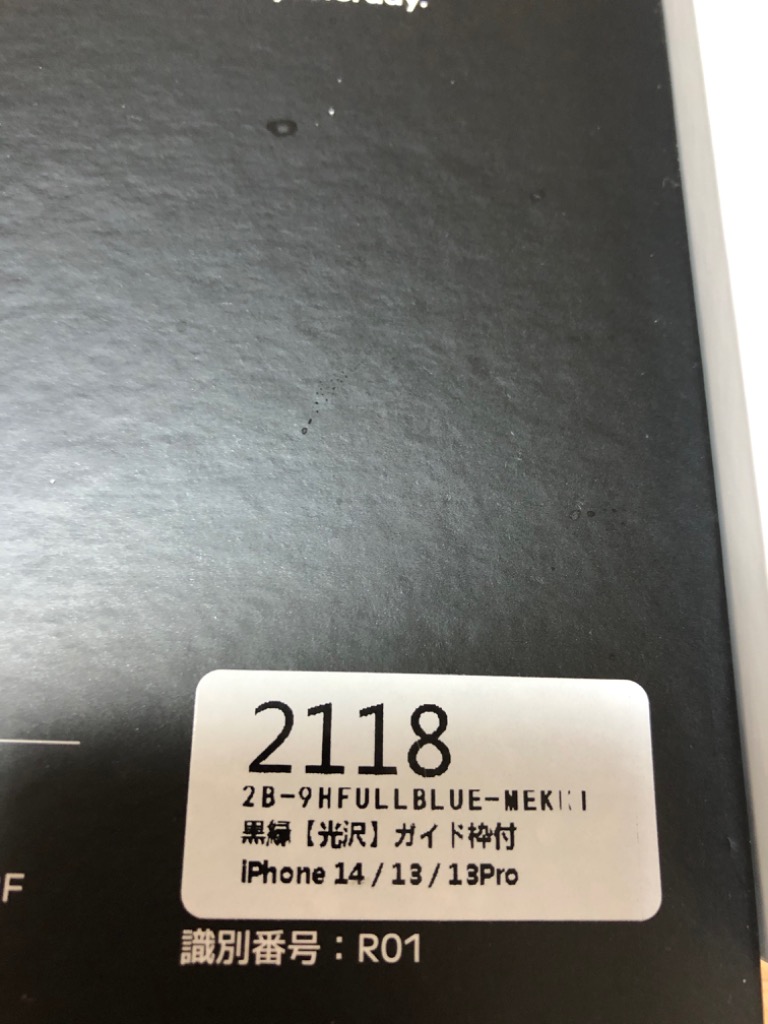 2118
2B-9HFULLBLUE-MEKKI
黒縁【光沢】ガイド枠付
iPhone 14 / 13 / 13Pro
識別番号：R01